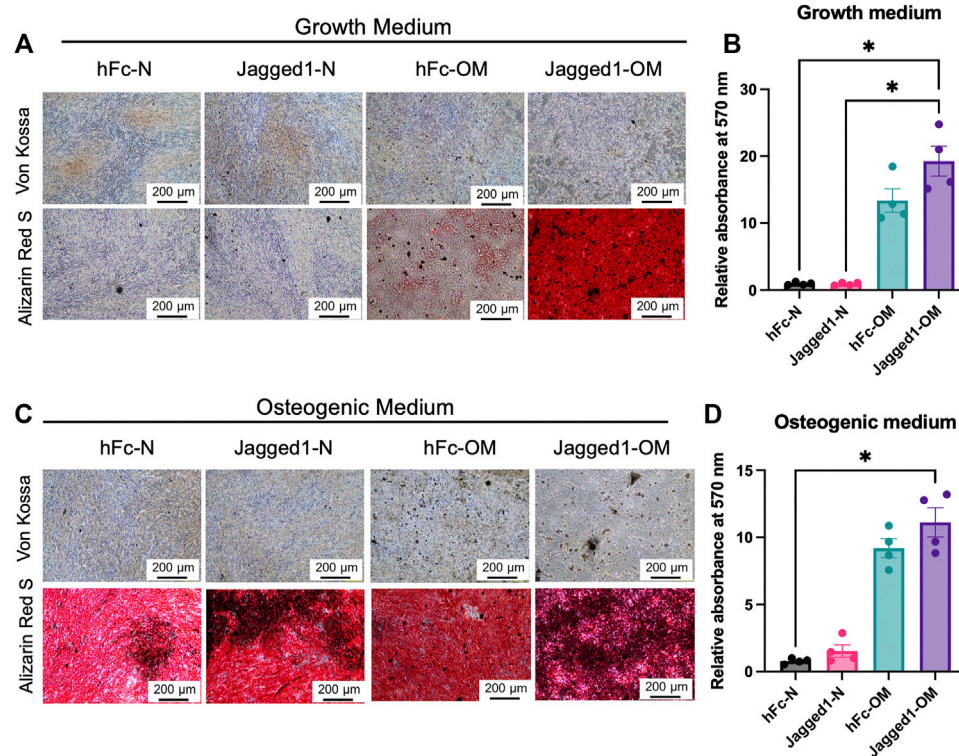 A
Growth Medium
hFc-N Jagged1-N hFc-OM Jagged1-OM
Von Kossa
200 µm 200 µm 200 µm 200 µm
Alizarin Red S
200 µm 200 µm 200 µm 200 µm
B
Growth medium
*
*
Relative absorbance at 570 nm
30
20
10
0
hFc-N
Jagged1-N
hFc-OM
Jagged1-OM
C
Osteogenic Medium
hFc-N Jagged1-N hFc-OM Jagged1-OM
Von Kossa
200 µm 200 µm 200 µm 200 µm
Alizarin Red S
200 µm 200 µm 200 µm 200 µm
D
Osteogenic medium
*
Relative absorbance at 570 nm
15
10
5
0
hFc-N
Jagged1-N
hFc-OM
Jagged1-OM